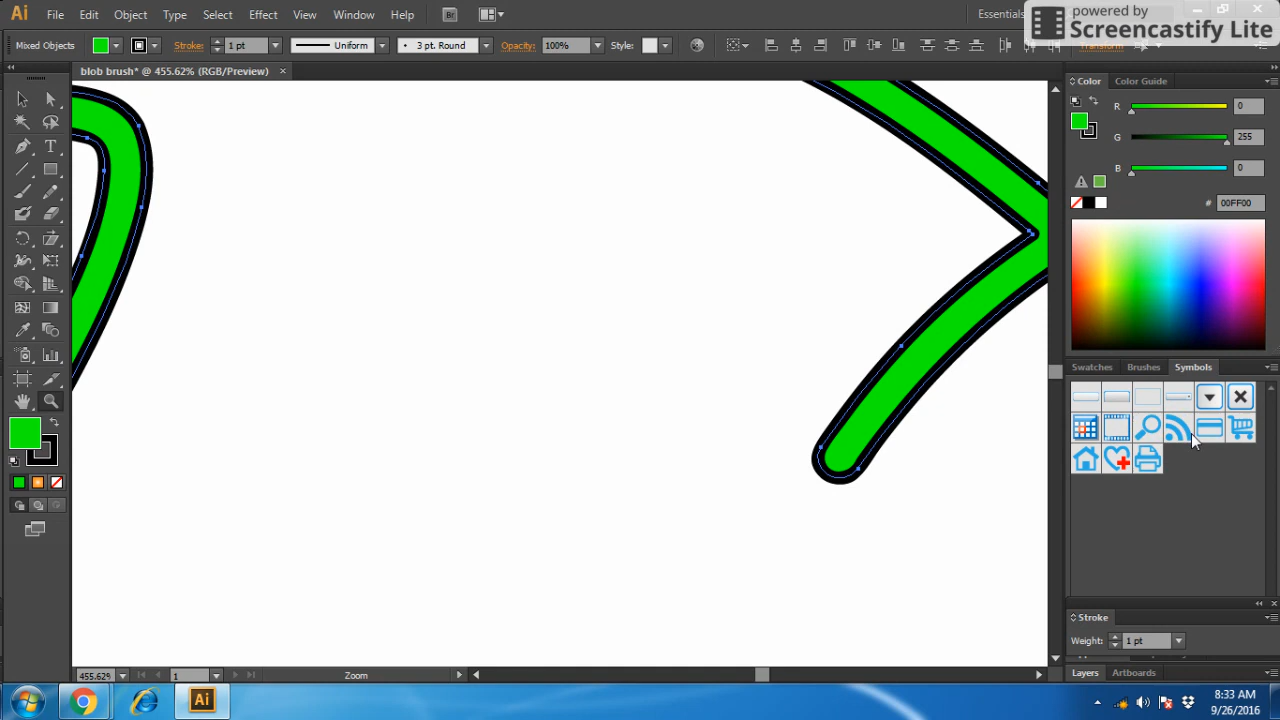 Ai File Edit Object Type Select Effect View Window Help Br Essentials
powered by
Screencastify Lite
Mixed Objects Stroke: 1 pt Uniform 3 pt. Round Opacity: 100% Style: Transform
blob brush* @ 455.62% (RGB/Preview)
Color Color Guide
R 0
G 255
B 0
# 00FF00
Swatches Brushes Symbols
Stroke
Weight: 1 pt
455.62% 1 Zoom
Layers Artboards
Ai
8:33 AM
9/26/2016